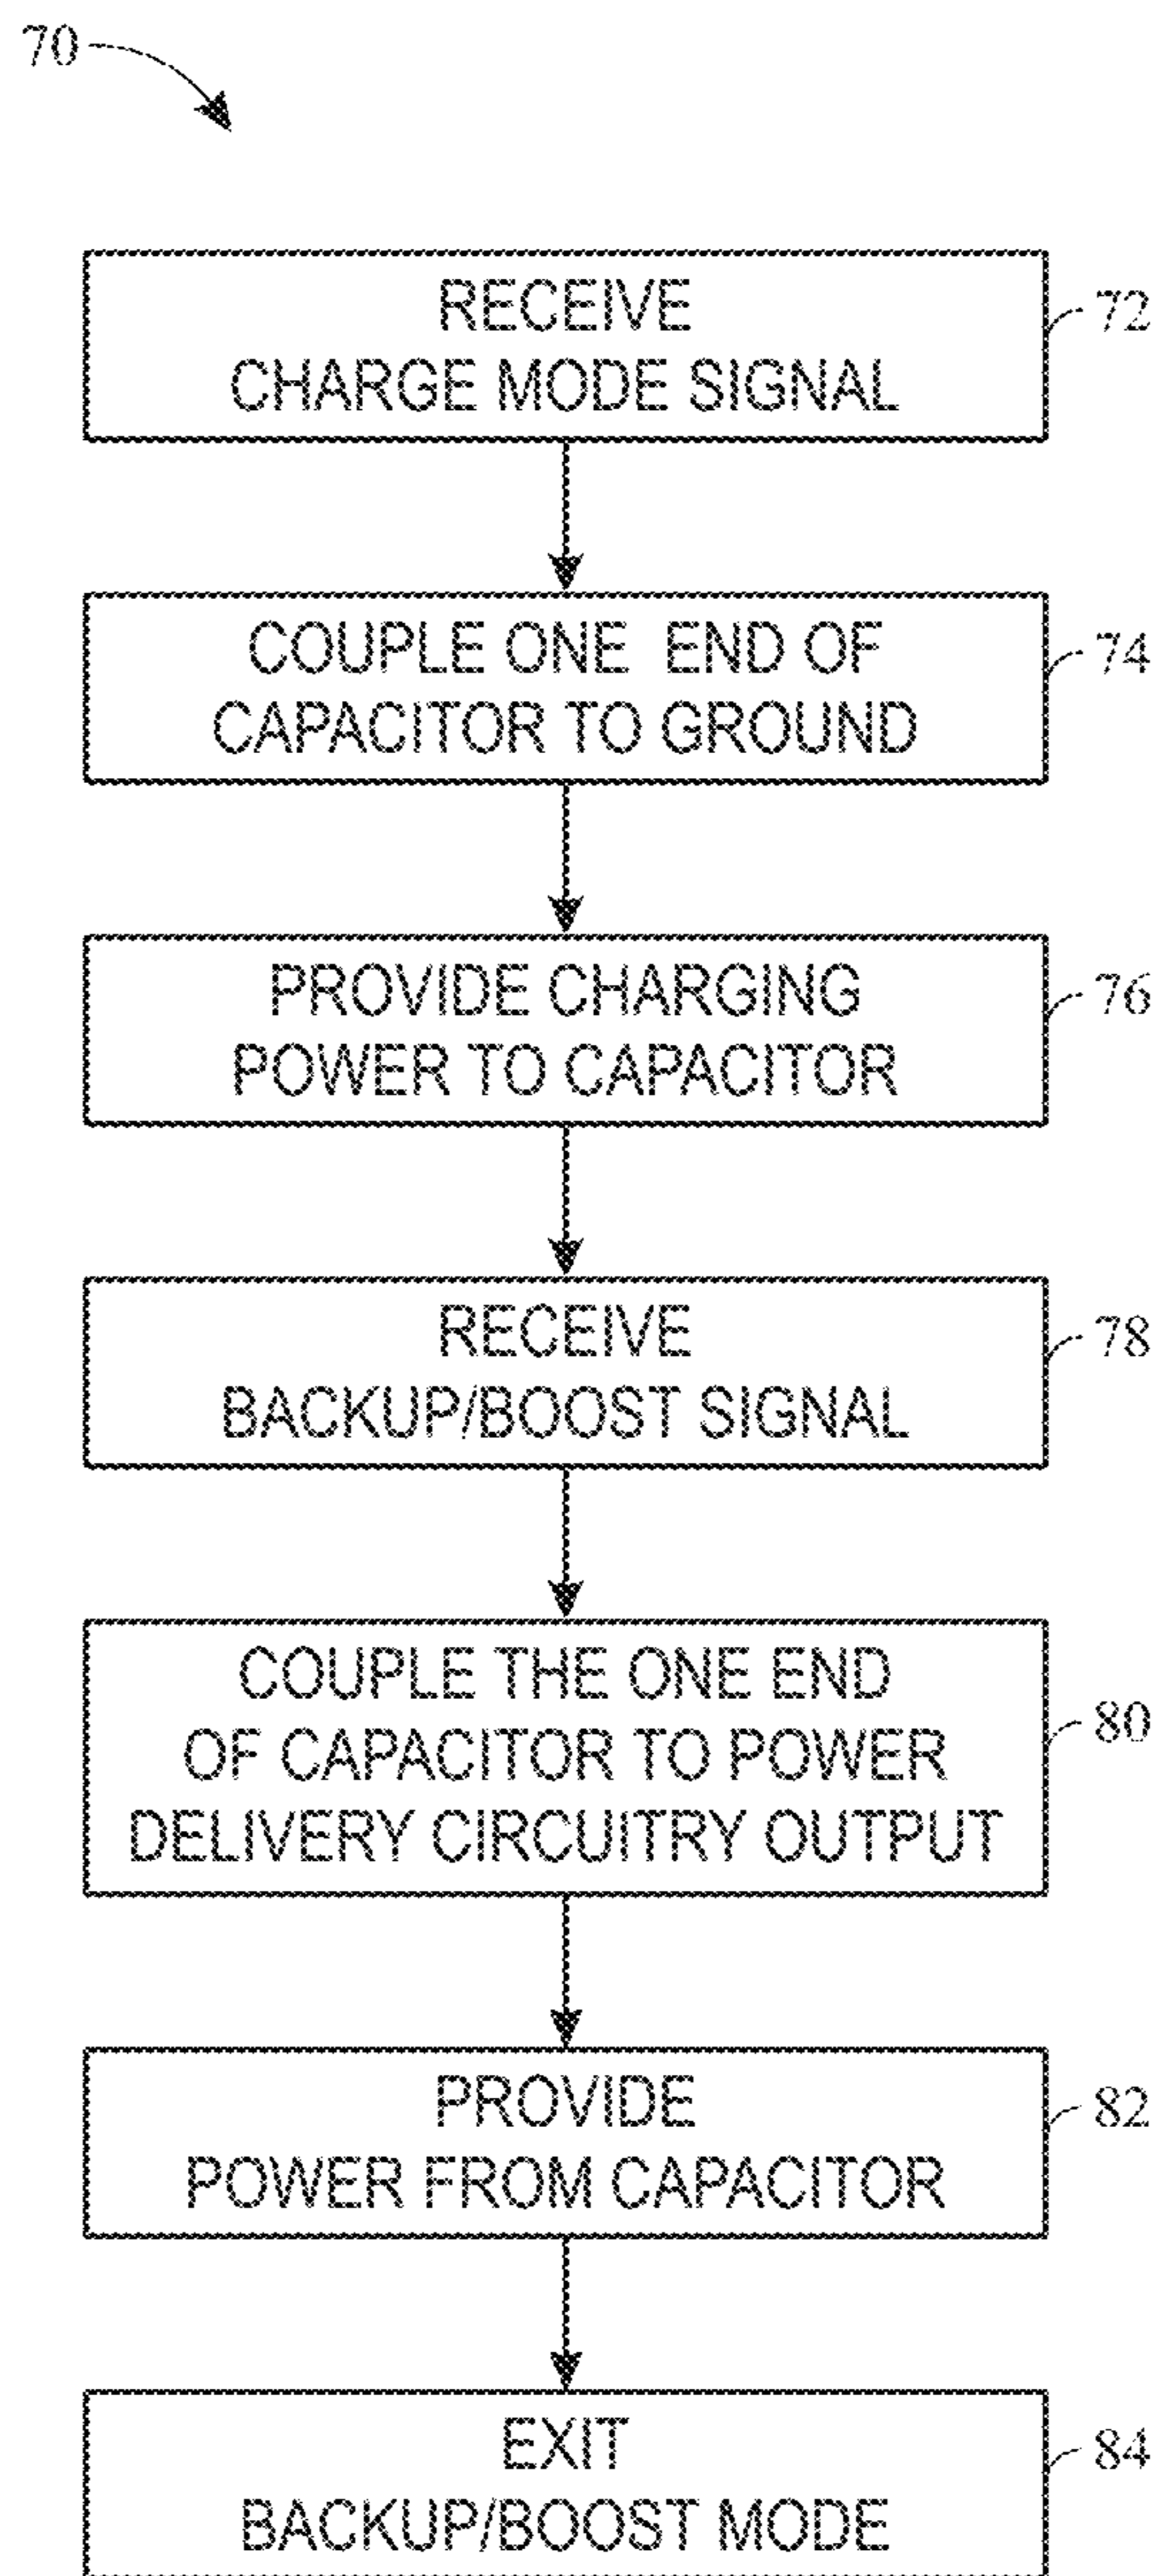 70
RECEIVE
CHARGE MODE SIGNAL
72
COUPLE ONE END OF
CAPACITOR TO GROUND
74
PROVIDE CHARGING
POWER TO CAPACITOR
76
RECEIVE
BACKUP/BOOST SIGNAL
78
COUPLE THE ONE END
OF CAPACITOR TO POWER
DELIVERY CIRCUITRY OUTPUT
80
PROVIDE
POWER FROM CAPACITOR
82
EXIT
BACKUP/BOOST MODE
84